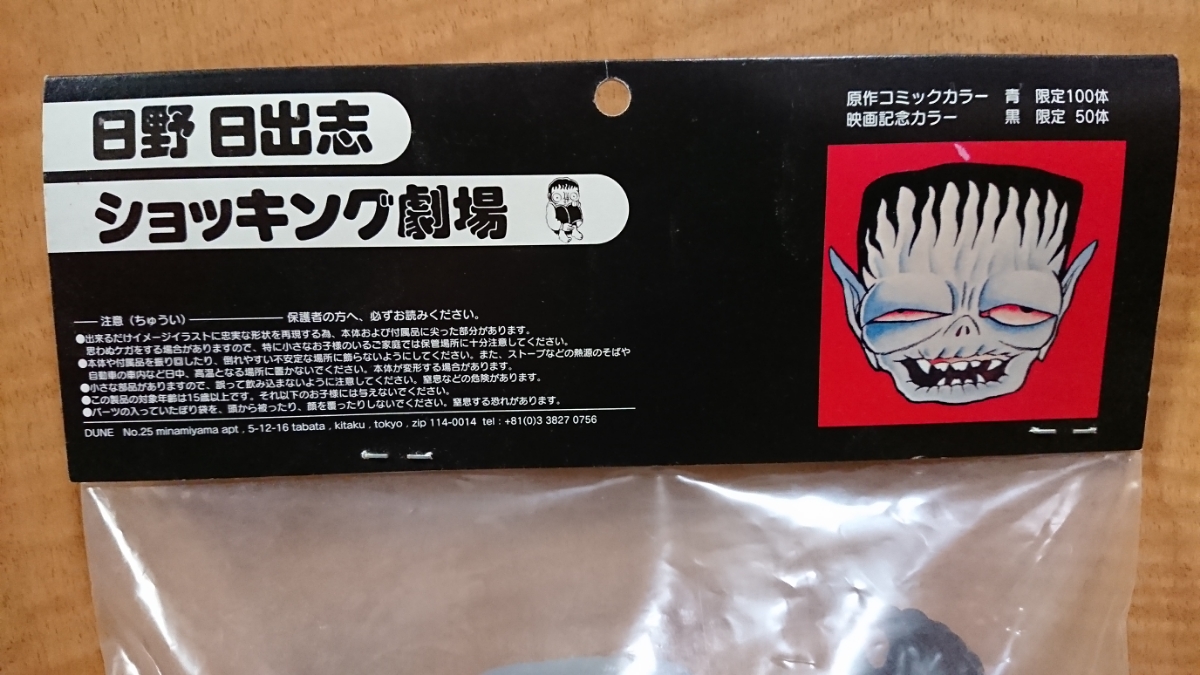 日野 日出志
ショッキング劇場
原作コミックカラー 青 限定100体
映画記念カラー 黒 限定 50体
注意（ちゅうい） 保護者の方へ、必ずお読みください。
●出来るだけイメージイラストに忠実な形状を再現する為、本体および付属品に尖った部分があります。
思わぬケガをする場合がありますので、特に小さなお子様のいるご家庭では保管場所に十分注意してください。
●本体や付属品を振り回したり、倒れやすい不安定な場所に飾らないようにしてください。また、ストーブなどの熱源のそばや
自動車の車内など日中、高温となる場所に置かないでください。本体が変形する場合があります。
●小さな部品がありますので、誤って飲み込まないように注意してください。窒息などの危険があります。
●この製品の対象年齢は15歳以上です。それ以下のお子様には与えないでください。
●パーツの入っていたぽり袋を、頭から被ったり、顔を覆ったりしないでください。窒息する恐れがあります。
DUNE No.25 minamiyama apt . 5-12-16 tabata . kitaku . tokyo . zip 114-0014 tel : +81(0)3 3827 0756